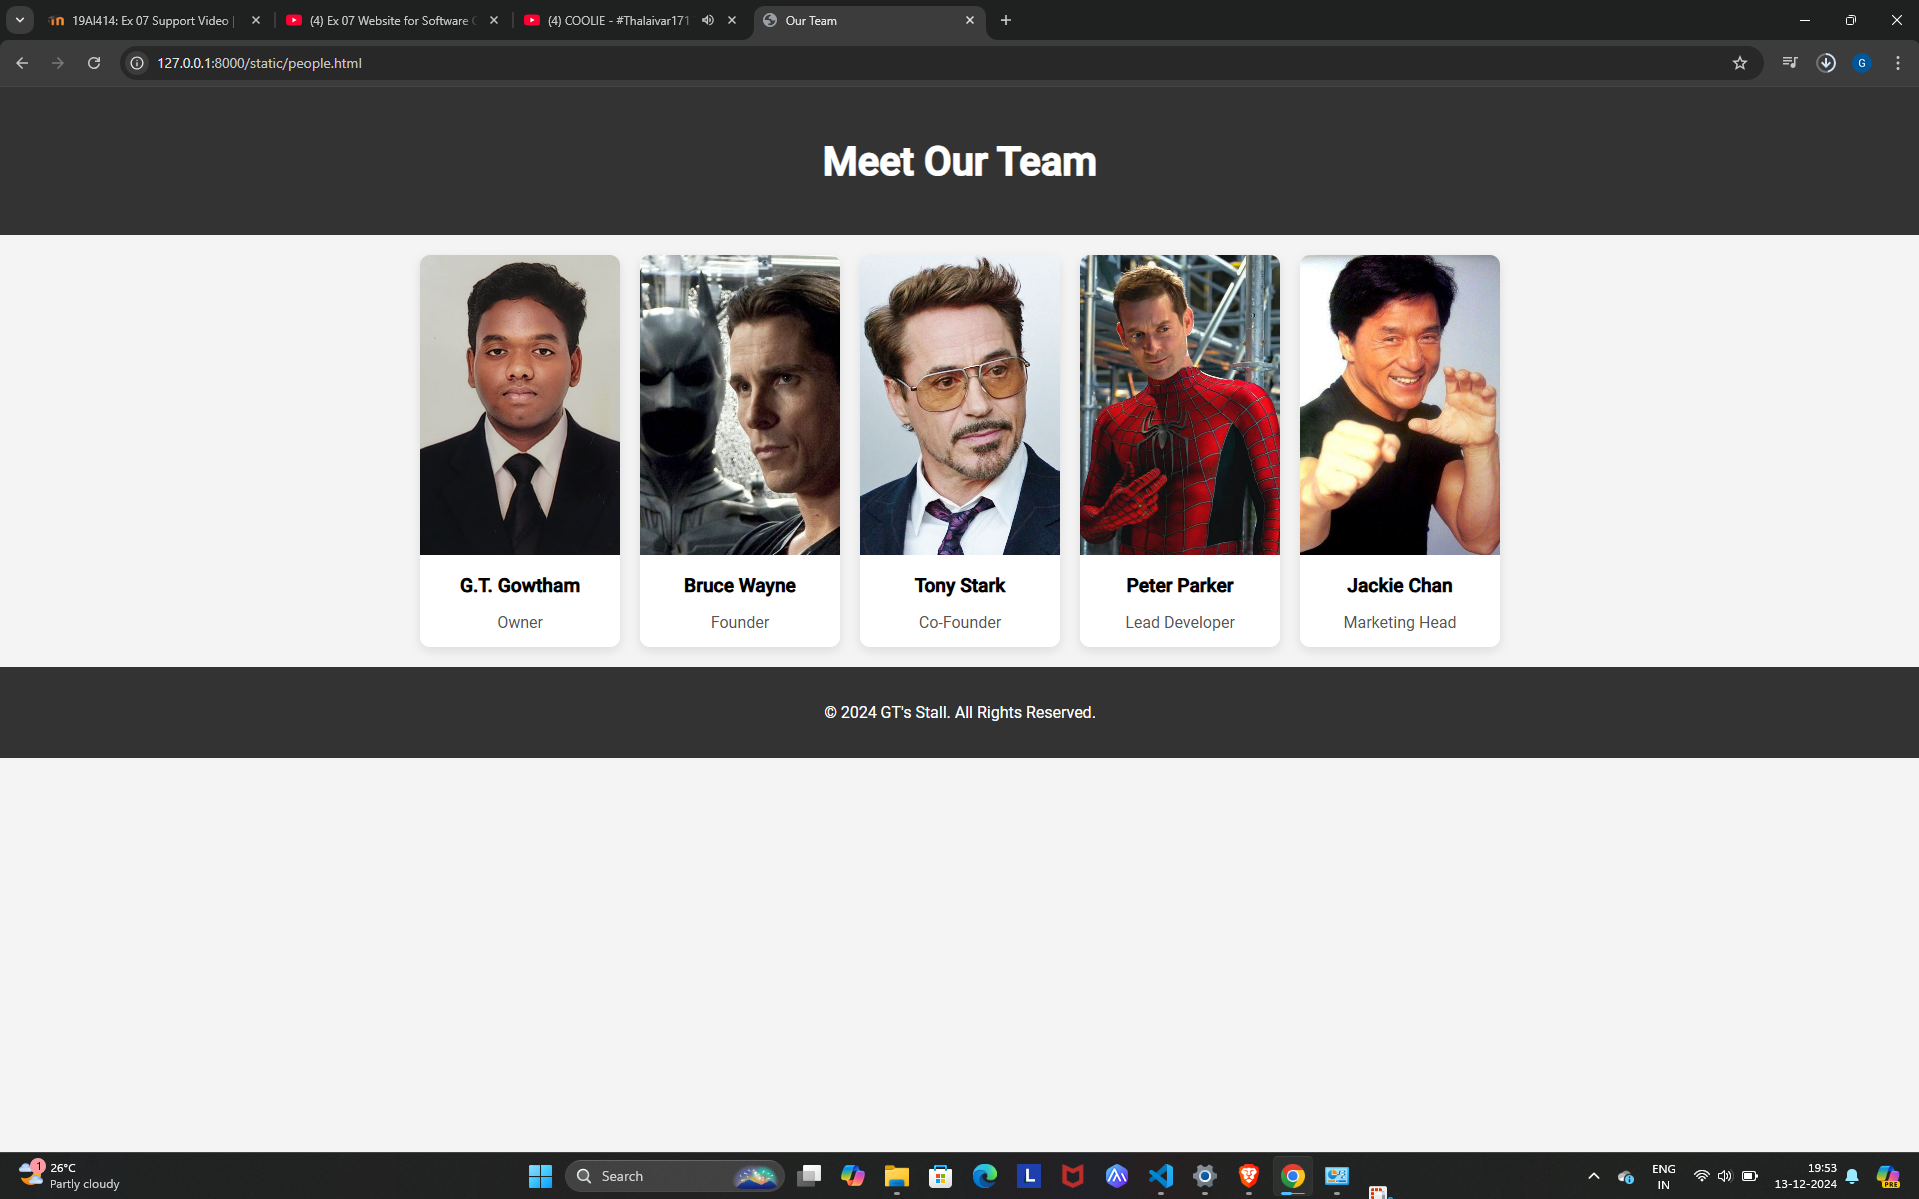 19AI414: Ex 07 Support Video |
(4) Ex 07 Website for Software C
(4) COOLIE - #Thalaivar171
Our Team
127.0.0.1:8000/static/people.html
G
Meet Our Team
G.T. Gowtham
Owner
Bruce Wayne
Founder
Tony Stark
Co-Founder
Peter Parker
Lead Developer
Jackie Chan
Marketing Head
© 2024 GT's Stall. All Rights Reserved.
1
26°C
Partly cloudy
Search
L
ENG
IN
19:53
13-12-2024
PRE